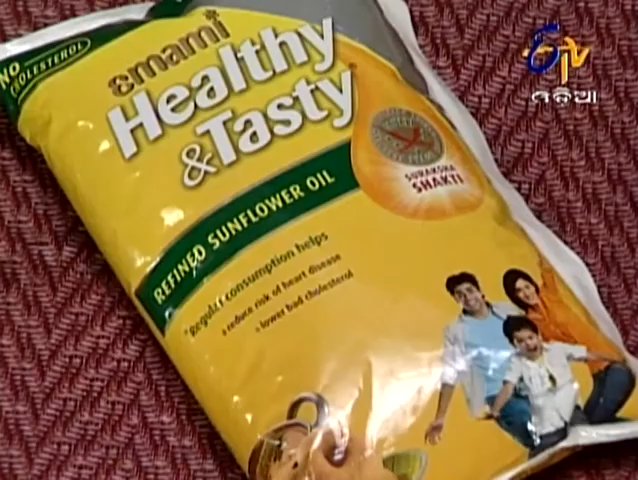 NO
CHOLESTEROL
emami
Healthy
& Tasty
SURAKSHA
SHAKTI
REFINED SUNFLOWER OIL
Regular consumption helps
reduce risk of heart disease
lower bad cholesterol
ETV
ଓଡ଼ିଆ